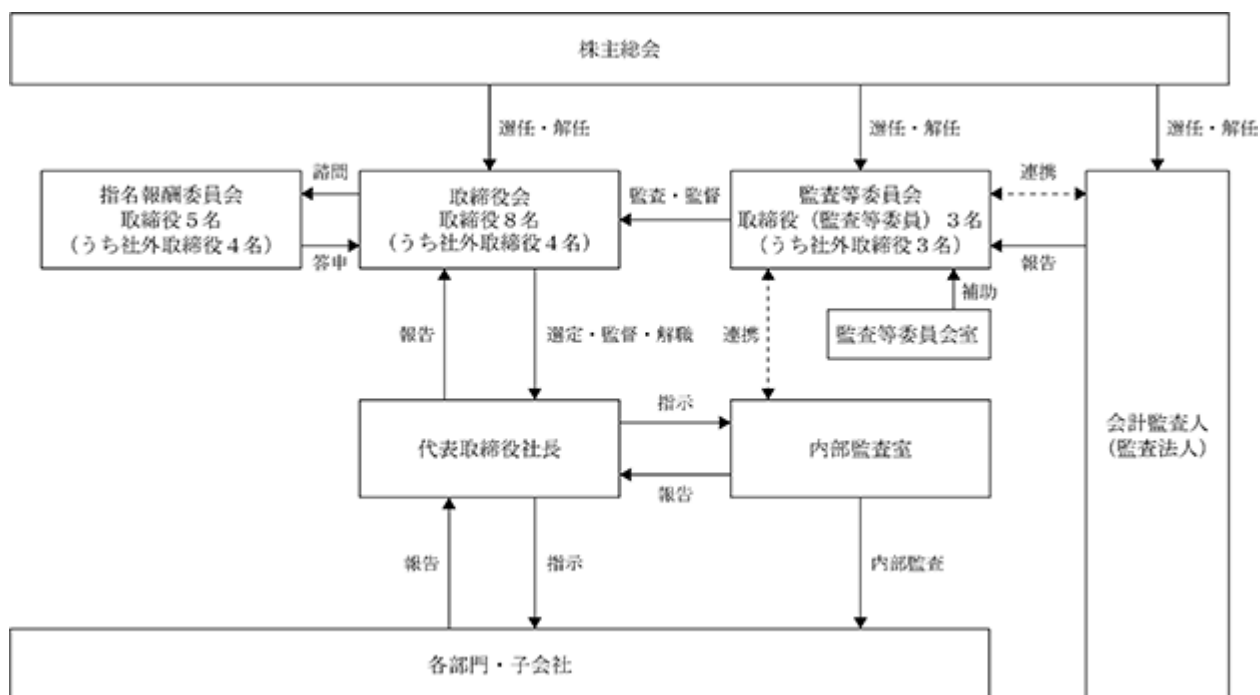 株主総会
選任・解任
選任・解任
選任・解任
指名報酬委員会
取締役5名
(うち社外取締役4名)
諮問
答申
取締役会
取締役8名
(うち社外取締役4名)
監査・監督
監査等委員会
取締役(監査等委員)3名
(うち社外取締役3名)
連携
報告
補助
監査等委員会室
報告
選定・監督・解職
連携
代表取締役社長
指示
報告
内部監査室
会計監査人
(監査法人)
報告
指示
内部監査
各部門・子会社